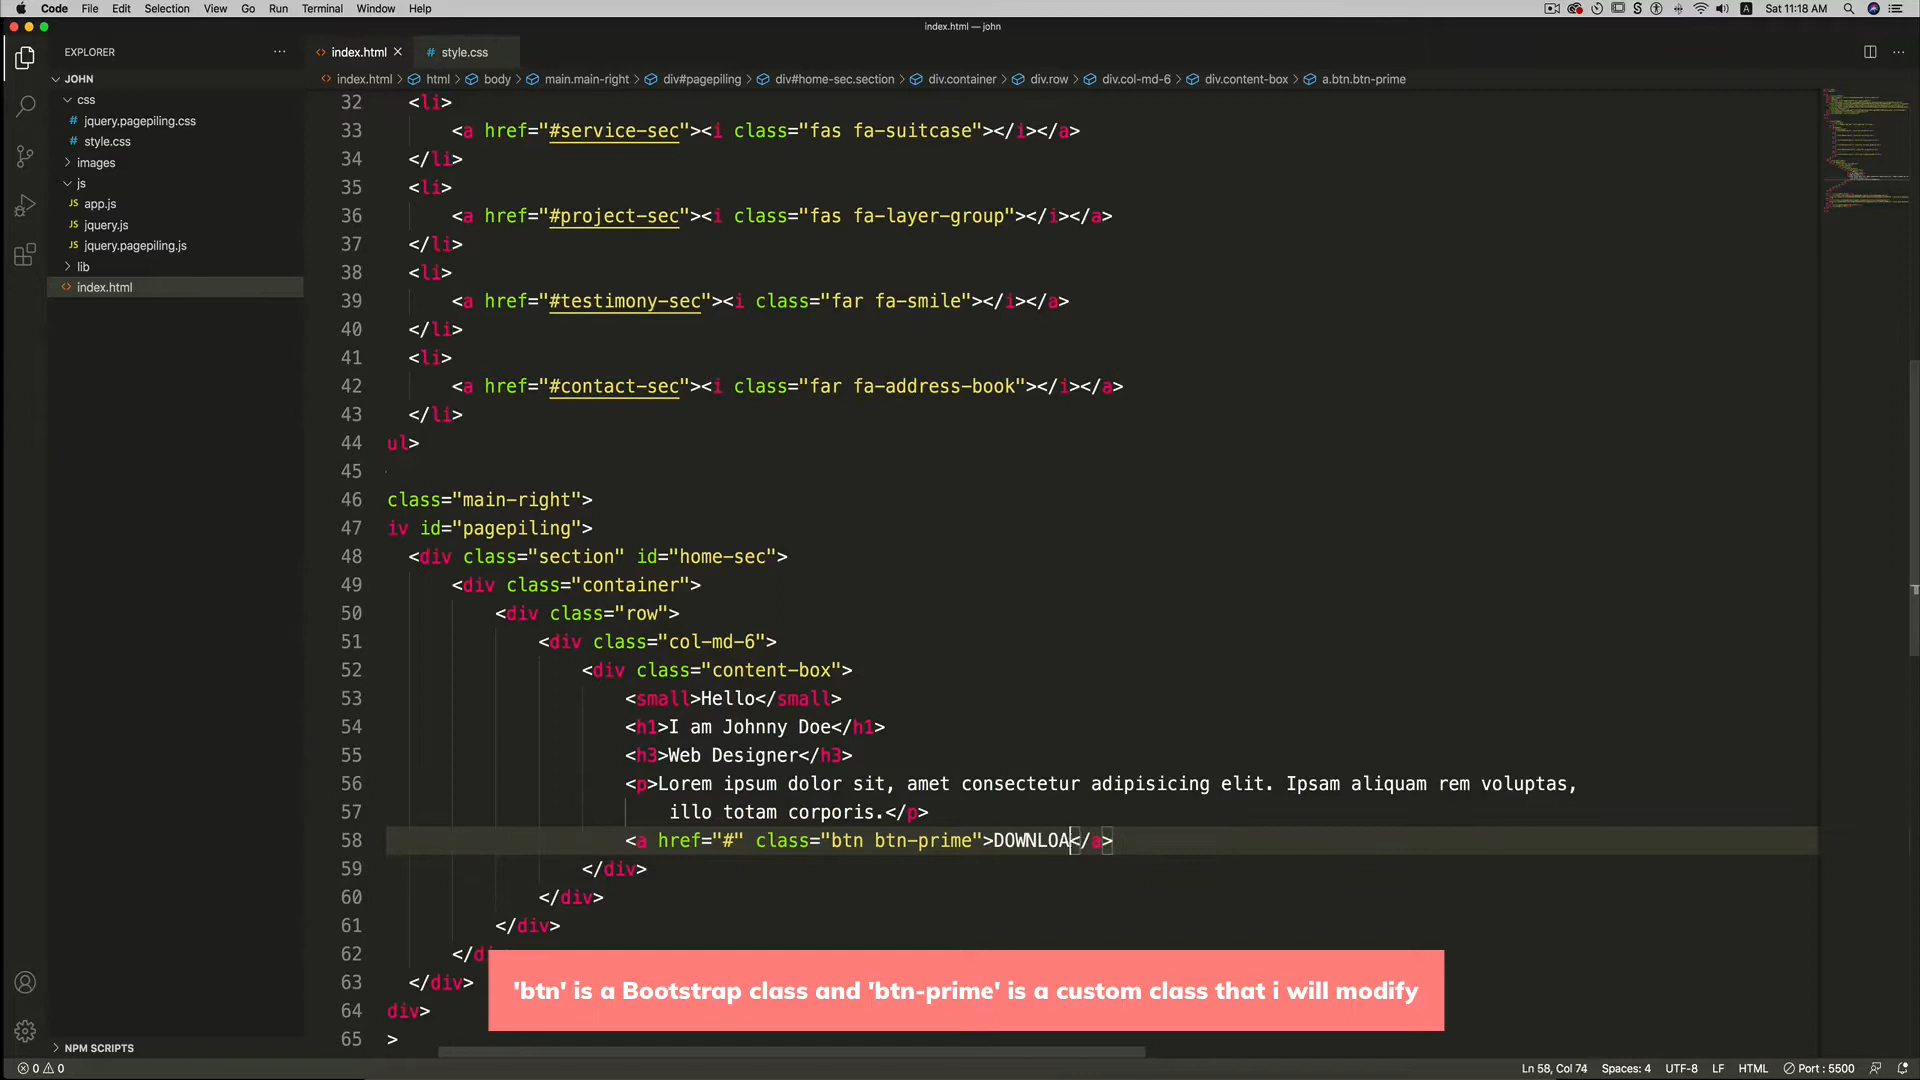 Code File Edit Selection View Go Run Terminal Window Help Sat 11:18 AM
index.html — john
EXPLORER ···
index.html
style.css
index.html > html > body > main.main-right > div#pagepiling > div#home-sec.section > div.container > div.row > div.col-md-6 > div.content-box > a.btn.btn-prime
JOHN
css
jquery.pagepiling.css
style.css
images
js
JS app.js
JS jquery.js
JS jquery.pagepiling.js
lib
index.html
NPM SCRIPTS
32 <li>
33 <a href="#service-sec"><i class="fas fa-suitcase"></i></a>
34 </li>
35 <li>
36 <a href="#project-sec"><i class="fas fa-layer-group"></i></a>
37 </li>
38 <li>
39 <a href="#testimony-sec"><i class="far fa-smile"></i></a>
40 </li>
41 <li>
42 <a href="#contact-sec"><i class="far fa-address-book"></i></a>
43 </li>
44 ul>
45
46 class="main-right">
47 iv id="pagepiling">
48 <div class="section" id="home-sec">
49 <div class="container">
50 <div class="row">
51 <div class="col-md-6">
52 <div class="content-box">
53 <small>Hello</small>
54 <h1>I am Johnny Doe</h1>
55 <h3>Web Designer</h3>
56 <p>Lorem ipsum dolor sit, amet consectetur adipisicing elit. Ipsam aliquam rem voluptas,
57 illo totam corporis.</p>
58 <a href="#" class="btn btn-prime">DOWNLOA</a>
59 </div>
60 </div>
61 </div>
62 </di
63 </div>
64 div>
65 >
'btn' is a Bootstrap class and 'btn-prime' is a custom class that i will modify
0 0 Ln 58, Col 74 Spaces: 4 UTF-8 LF HTML Port : 5500